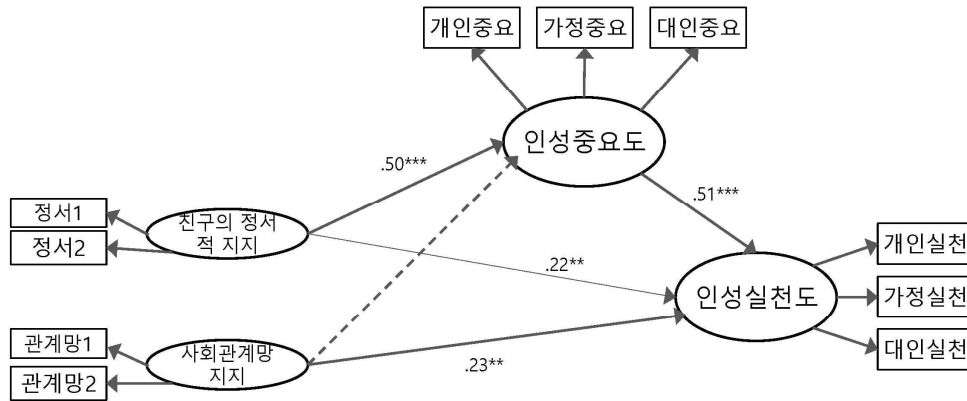 개인중요
가정중요
대인중요
인성중요도
.50***
.51***
정서1
정서2
친구의 정서
적 지지
.22**
개인실천
가정실천
대인실천
인성실천도
관계망1
관계망2
사회관계망
지지
.23**